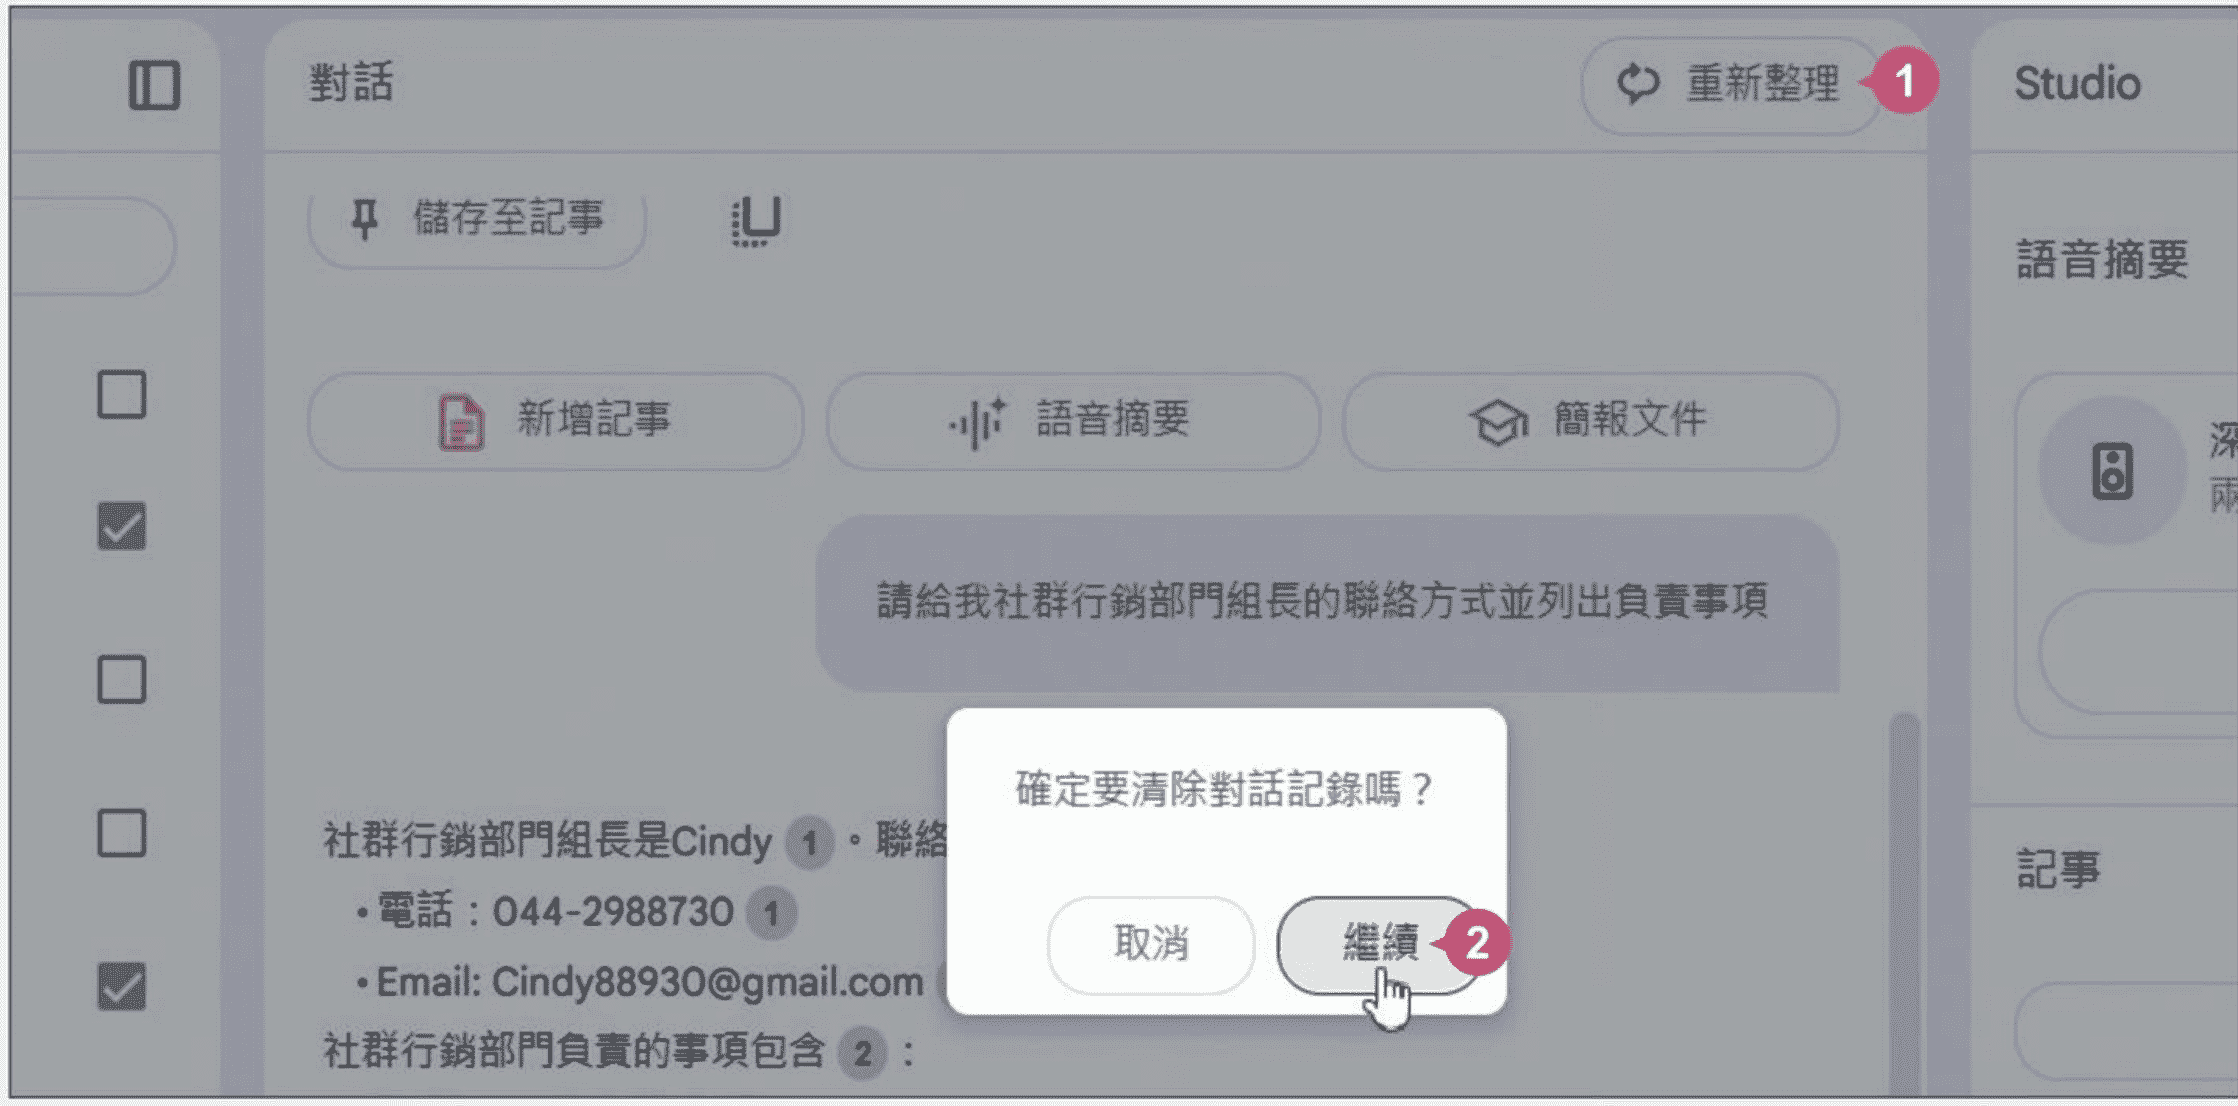 對話
重新整理
1
Studio
儲存至記事
語音摘要
新增記事
語音摘要
簡報文件
深
兩
請給我社群行銷部門組長的聯絡方式並列出負責事項
確定要清除對話記錄嗎？
取消
繼續
2
社群行銷部門組長是Cindy 1 。聯絡
•電話：044-2988730 1
•Email: Cindy88930@gmail.com
社群行銷部門負責的事項包含 2 ：
記事